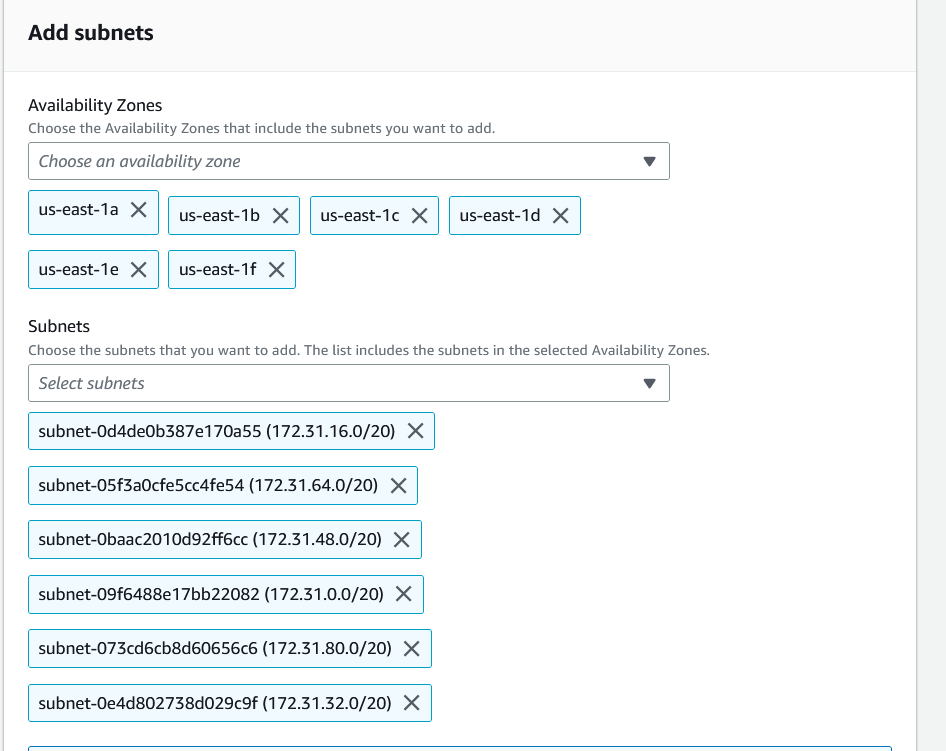 Add subnets
Availability Zones
Choose the Availability Zones that include the subnets you want to add.
Choose an availability zone
us-east-1a us-east-1b us-east-1c us-east-1d
us-east-1e us-east-1f
Subnets
Choose the subnets that you want to add. The list includes the subnets in the selected Availability Zones.
Select subnets
subnet-0d4de0b387e170a55 (172.31.16.0/20)
subnet-05f3a0cfe5cc4fe54 (172.31.64.0/20)
subnet-0baac2010d92ff6cc (172.31.48.0/20)
subnet-09f6488e17bb22082 (172.31.0.0/20)
subnet-073cd6cb8d60656c6 (172.31.80.0/20)
subnet-0e4d802738d029c9f (172.31.32.0/20)